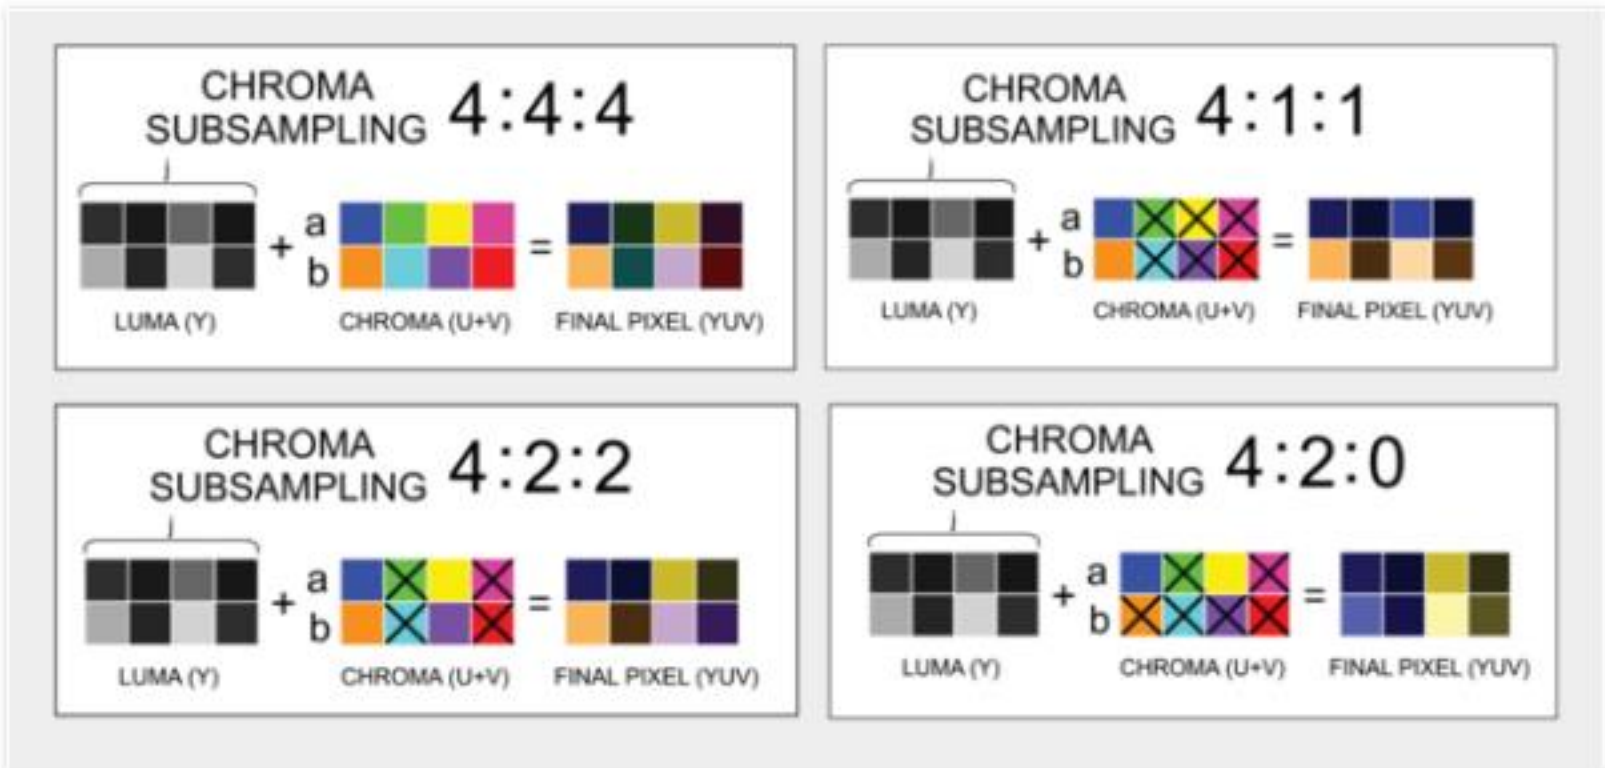 CHROMA
SUBSAMPLING 4:4:4
+ a b =
LUMA (Y) CHROMA (U+V) FINAL PIXEL (YUV)
CHROMA
SUBSAMPLING 4:1:1
+ a b =
LUMA (Y) CHROMA (U+V) FINAL PIXEL (YUV)
CHROMA
SUBSAMPLING 4:2:2
+ a b =
LUMA (Y) CHROMA (U+V) FINAL PIXEL (YUV)
CHROMA
SUBSAMPLING 4:2:0
+ a b =
LUMA (Y) CHROMA (U+V) FINAL PIXEL (YUV)